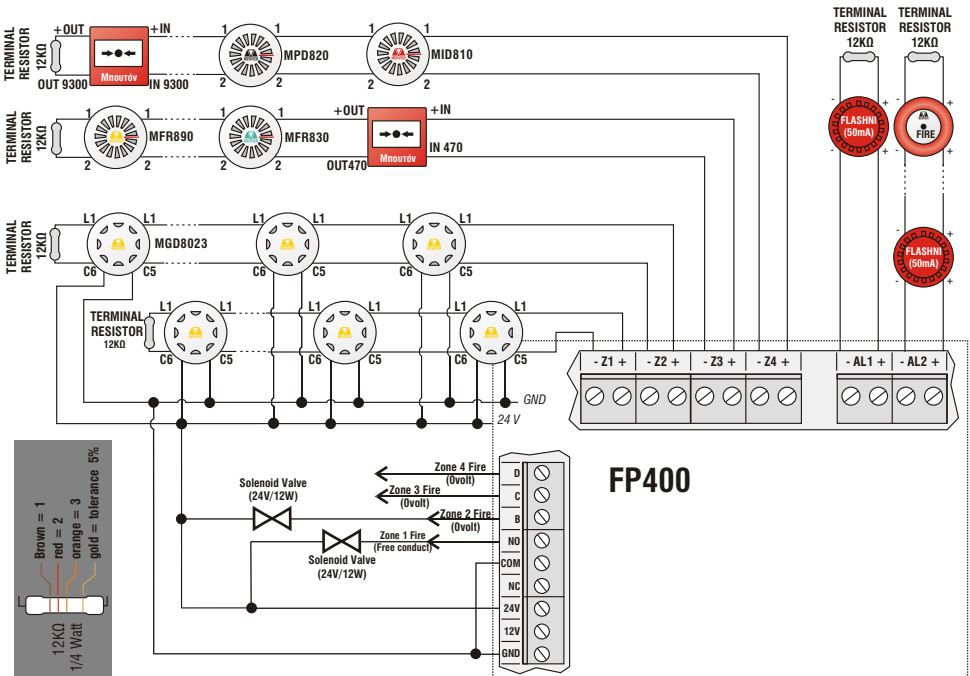 TERMINAL
RESISTOR
12KΩ
+OUT
+IN
Μπουτόν
OUT 9300
IN 9300
1
1
2
2
MPD820
1
1
2
2
MID810
TERMINAL
RESISTOR
12KΩ
TERMINAL
RESISTOR
12KΩ
-
+
FLASHNI
(50mA)
-
+
-
+
FIRE
-
+
-
+
FLASHNI
(50mA)
-
+
TERMINAL
RESISTOR
12KΩ
1
1
2
2
MFR890
1
1
2
2
MFR830
+OUT
+IN
Μπουτόν
OUT470
IN 470
TERMINAL
RESISTOR
12KΩ
L1
L1
C6
C5
MGD8023
L1
L1
C6
C5
L1
L1
C6
C5
TERMINAL
RESISTOR
12KΩ
L1
L1
C6
C5
L1
L1
C6
C5
L1
L1
C6
C5
- Z1 +
- Z2 +
- Z3 +
- Z4 +
- AL1 +
- AL2 +
GND
24 V
FP400
Zone 4 Fire
(0volt)
D
Zone 3 Fire
(0volt)
C
Zone 2 Fire
(0volt)
B
Zone 1 Fire
(Free conduct)
NO
COM
NC
24V
12V
GND
Solenoid Valve
(24V/12W)
Solenoid Valve
(24V/12W)
Brown = 1
red = 2
orange = 3
gold = tolerance 5%
12KΩ
1/4 Watt